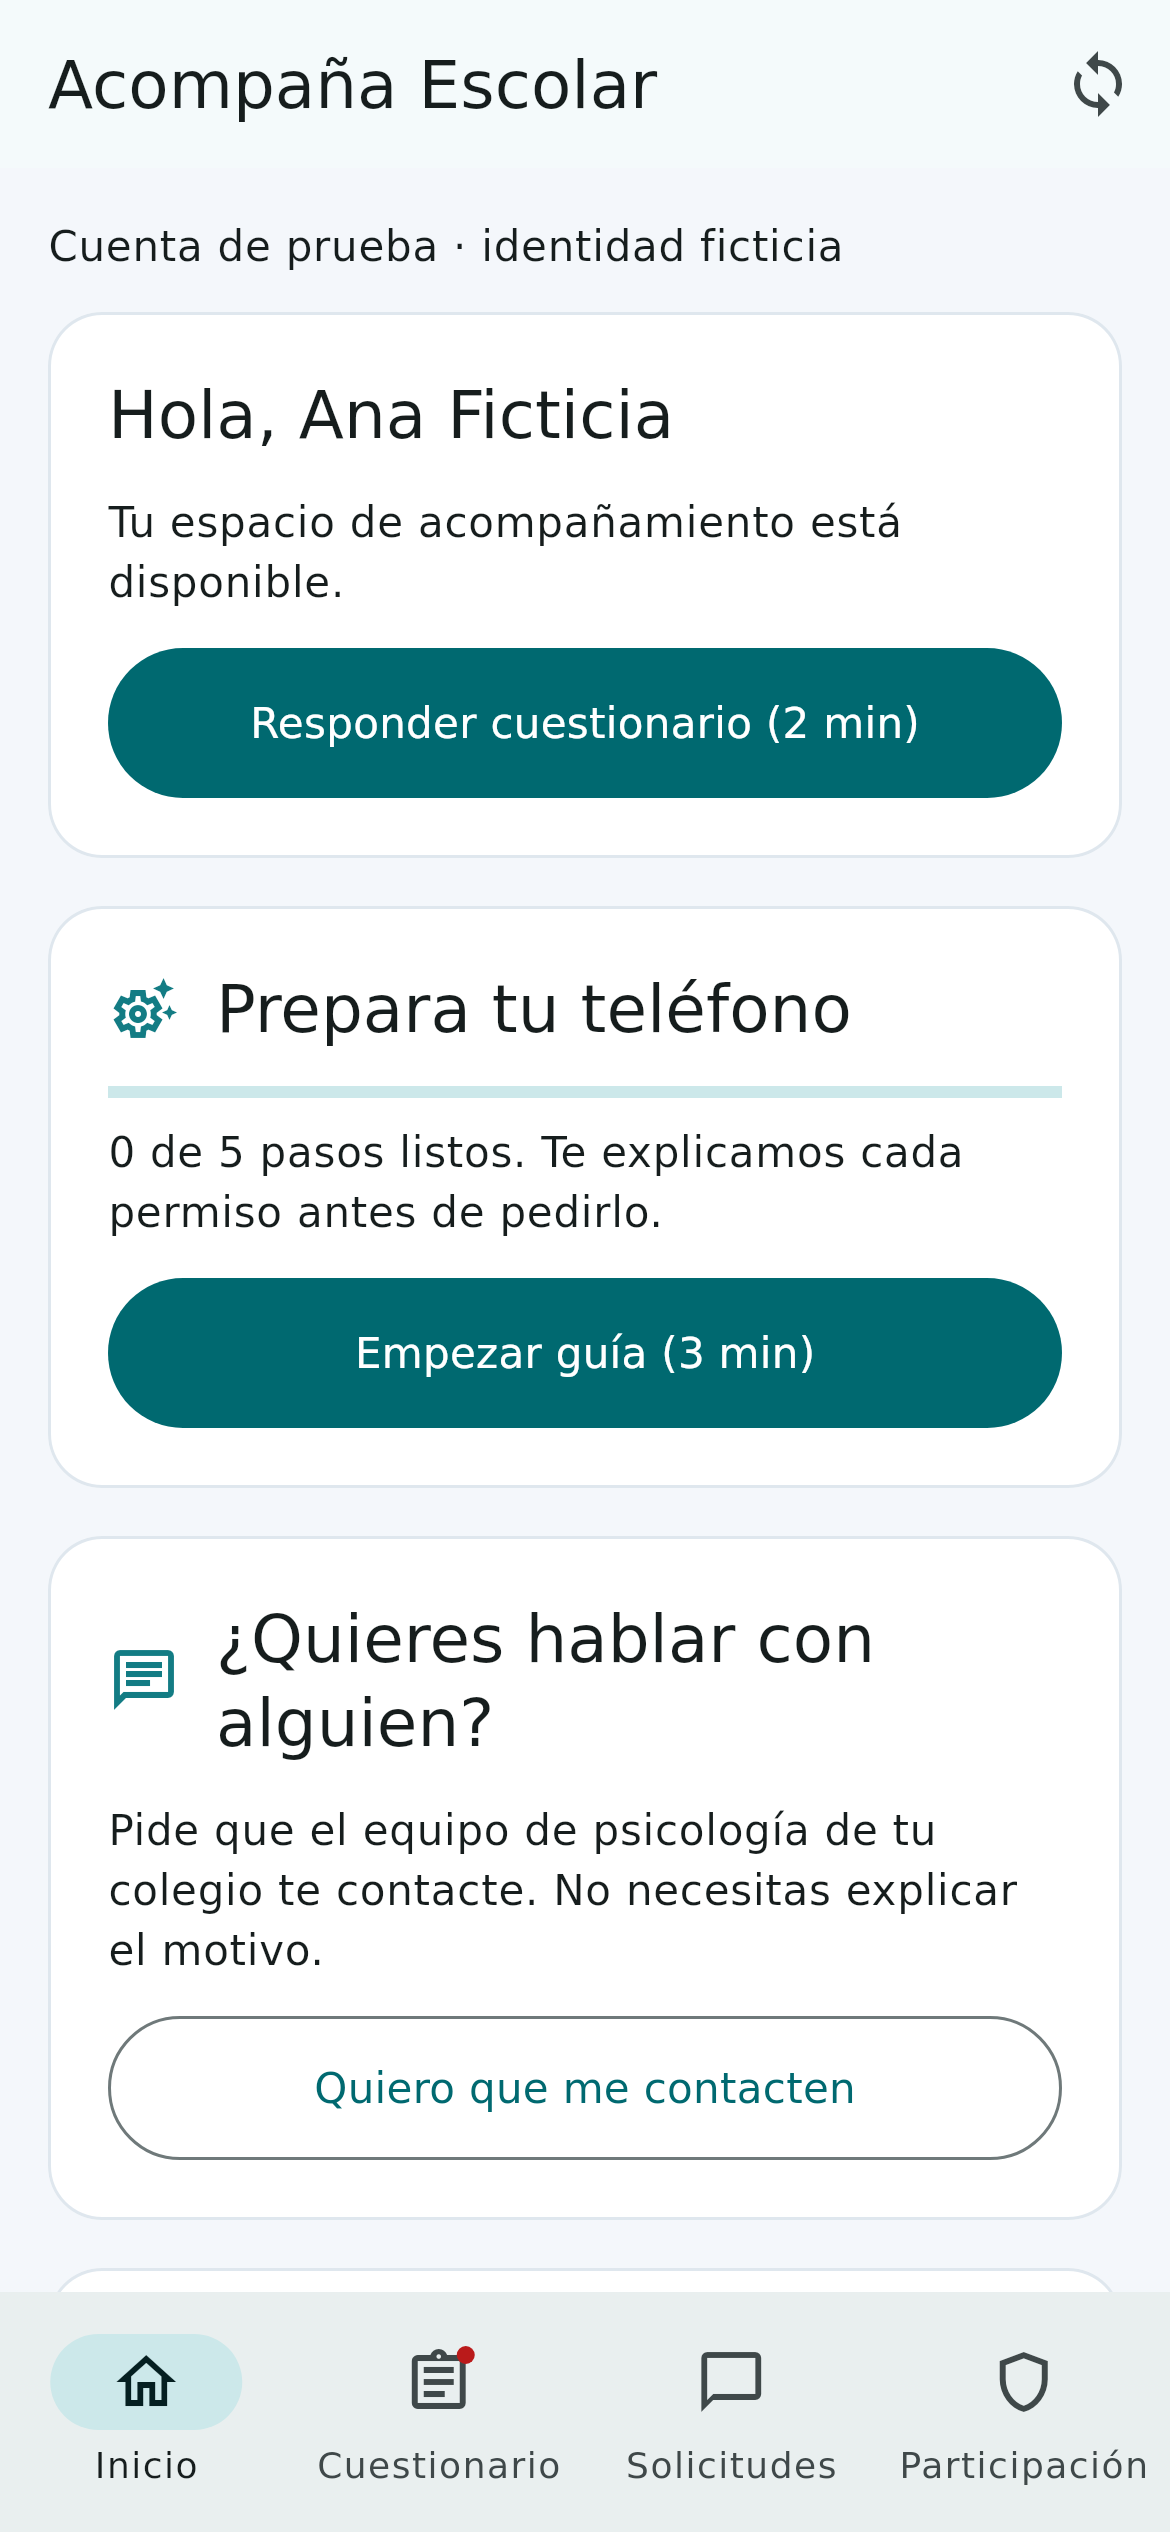 Acompaña Escolar
Cuenta de prueba · identidad ficticia
Hola, Ana Ficticia
Tu espacio de acompañamiento está
disponible.
Responder cuestionario (2 min)
Prepara tu teléfono
0 de 5 pasos listos. Te explicamos cada
permiso antes de pedirlo.
Empezar guía (3 min)
¿Quieres hablar con
alguien?
Pide que el equipo de psicología de tu
colegio te contacte. No necesitas explicar
el motivo.
Quiero que me contacten
Inicio
Cuestionario
Solicitudes
Participación